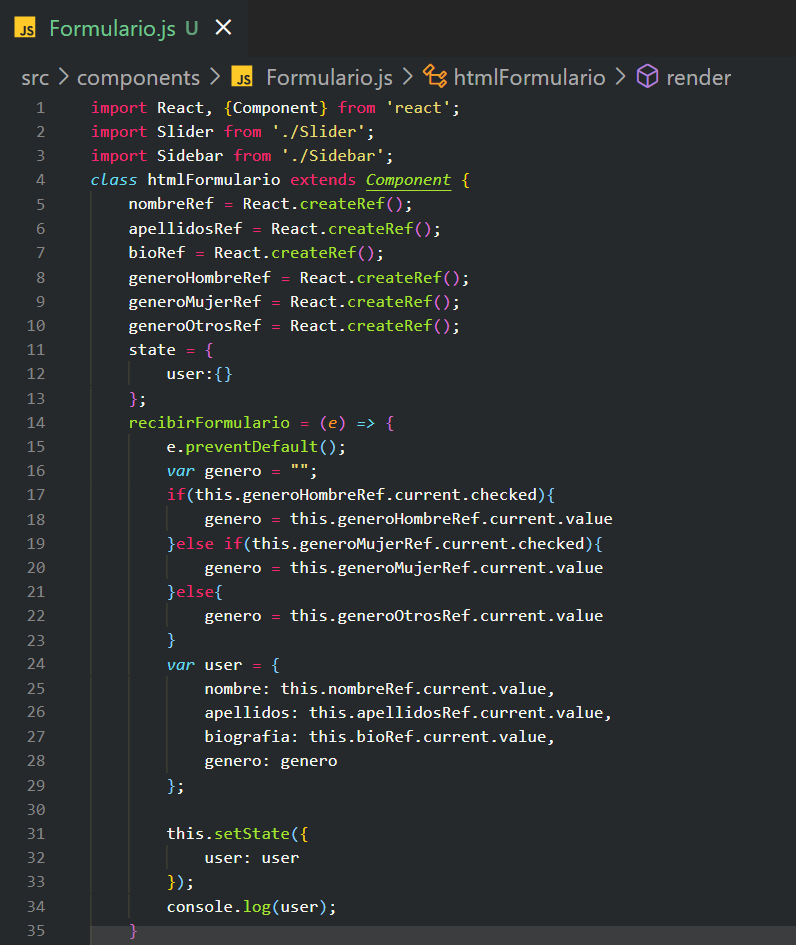 JS Formulario.js U ×
src > components > JS Formulario.js > htmlFormulario > render
1 import React, {Component} from 'react';
2 import Slider from './Slider';
3 import Sidebar from './Sidebar';
4 class htmlFormulario extends Component {
5     nombreRef = React.createRef();
6     apellidosRef = React.createRef();
7     bioRef = React.createRef();
8     generoHombreRef = React.createRef();
9     generoMujerRef = React.createRef();
10     generoOtrosRef = React.createRef();
11     state = {
12         user:{}
13     };
14     recibirFormulario = (e) => {
15         e.preventDefault();
16         var genero = "";
17         if(this.generoHombreRef.current.checked){
18             genero = this.generoHombreRef.current.value
19         }else if(this.generoMujerRef.current.checked){
20             genero = this.generoMujerRef.current.value
21         }else{
22             genero = this.generoOtrosRef.current.value
23         }
24         var user = {
25             nombre: this.nombreRef.current.value,
26             apellidos: this.apellidosRef.current.value,
27             biografia: this.bioRef.current.value,
28             genero: genero
29         };
30
31         this.setState({
32             user: user
33         });
34         console.log(user);
35     }